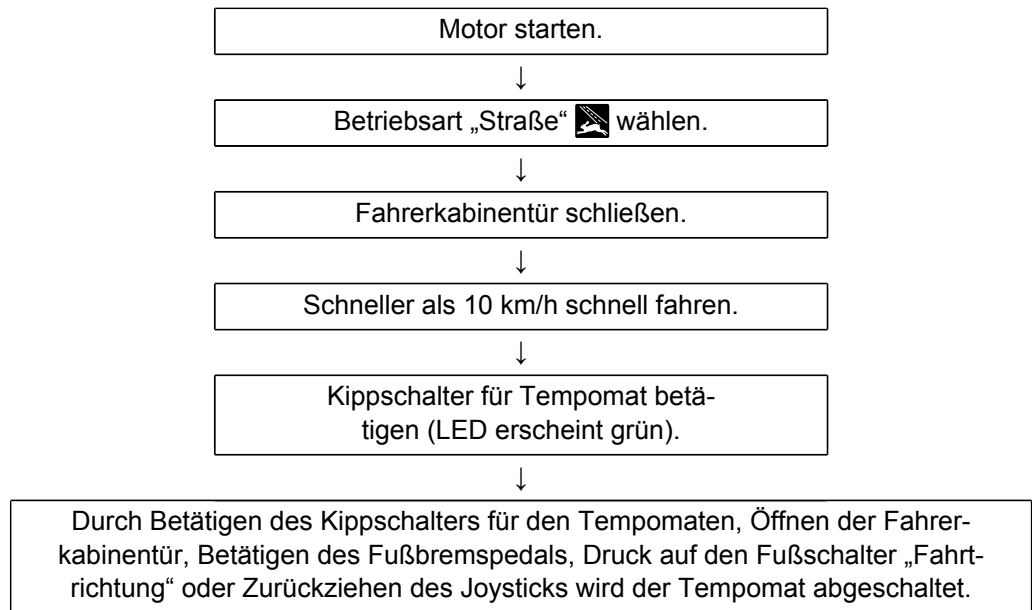 Motor starten.
↓
Betriebsart „Straße“ wählen.
↓
Fahrerkabinentür schließen.
↓
Schneller als 10 km/h schnell fahren.
↓
Kippschalter für Tempomat betä-
tigen (LED erscheint grün).
↓
Durch Betätigen des Kippschalters für den Tempomaten, Öffnen der Fahrer-
kabinentür, Betätigen des Fußbremspedals, Druck auf den Fußschalter „Fahrt-
richtung“ oder Zurückziehen des Joysticks wird der Tempomat abgeschaltet.